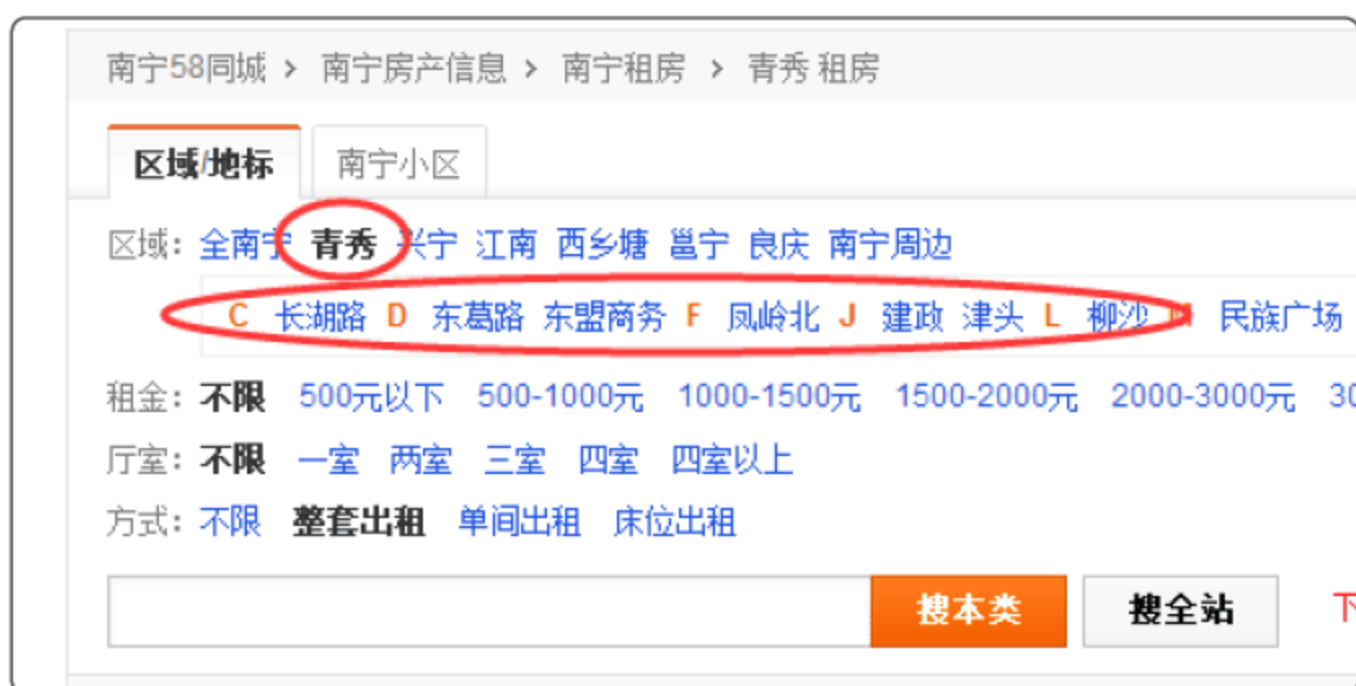 南宁58同城 > 南宁房产信息 > 南宁租房 > 青秀 租房
区域/地标 南宁小区
区域: 全南宁 青秀 兴宁 江南 西乡塘 邕宁 良庆 南宁周边
C 长湖路 D 东葛路 东盟商务 F 凤岭北 J 建政 津头 L 柳沙 M 民族广场
租金: 不限 500元以下 500-1000元 1000-1500元 1500-2000元 2000-3000元 30
厅室: 不限 一室 两室 三室 四室 四室以上
方式: 不限 整套出租 单间出租 床位出租
搜本类 搜全站 下